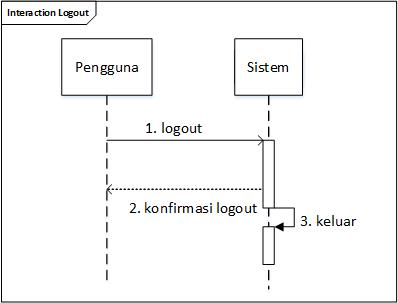 Interaction Logout
Pengguna
Sistem
1. logout
2. konfirmasi logout
3. keluar